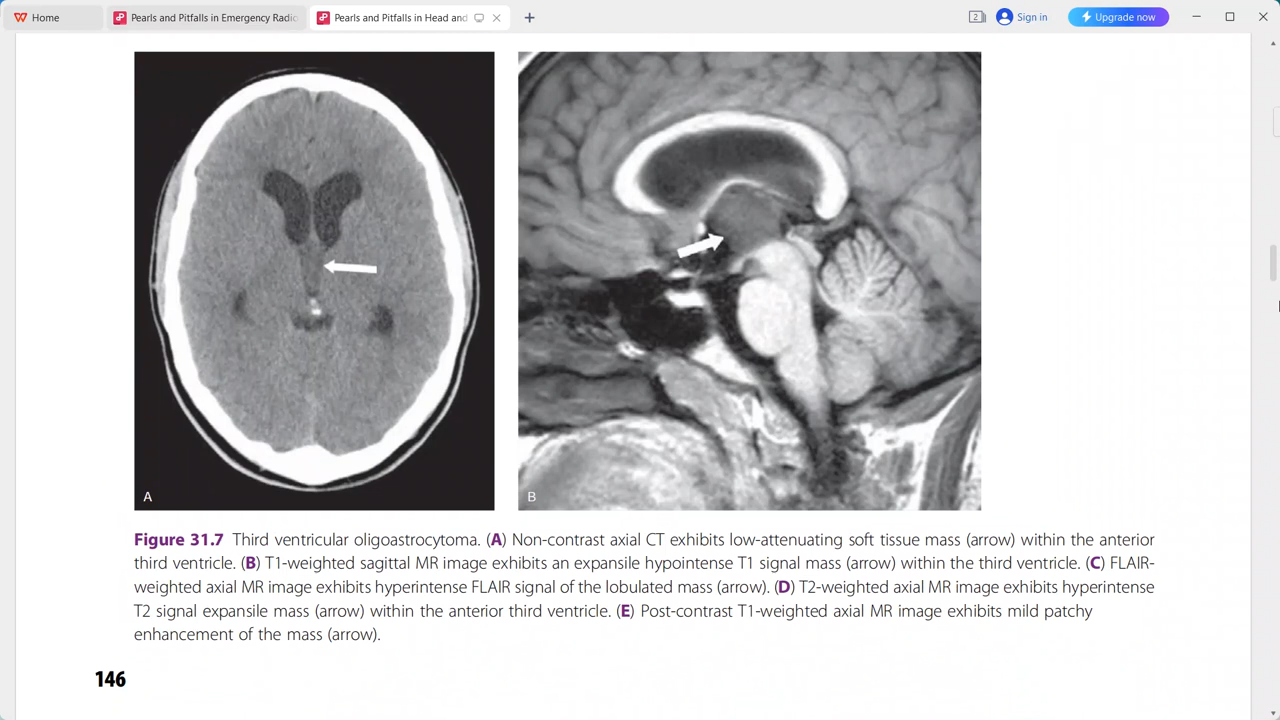 Home
Pearls and Pitfalls in Emergency Radio
Pearls and Pitfalls in Head and
2
Sign in
Upgrade now
A
B
Figure 31.7 Third ventricular oligoastrocytoma. (A) Non-contrast axial CT exhibits low-attenuating soft tissue mass (arrow) within the anterior
third ventricle. (B) T1-weighted sagittal MR image exhibits an expansile hypointense T1 signal mass (arrow) within the third ventricle. (C) FLAIR-
weighted axial MR image exhibits hyperintense FLAIR signal of the lobulated mass (arrow). (D) T2-weighted axial MR image exhibits hyperintense
T2 signal expansile mass (arrow) within the anterior third ventricle. (E) Post-contrast T1-weighted axial MR image exhibits mild patchy
enhancement of the mass (arrow).
146